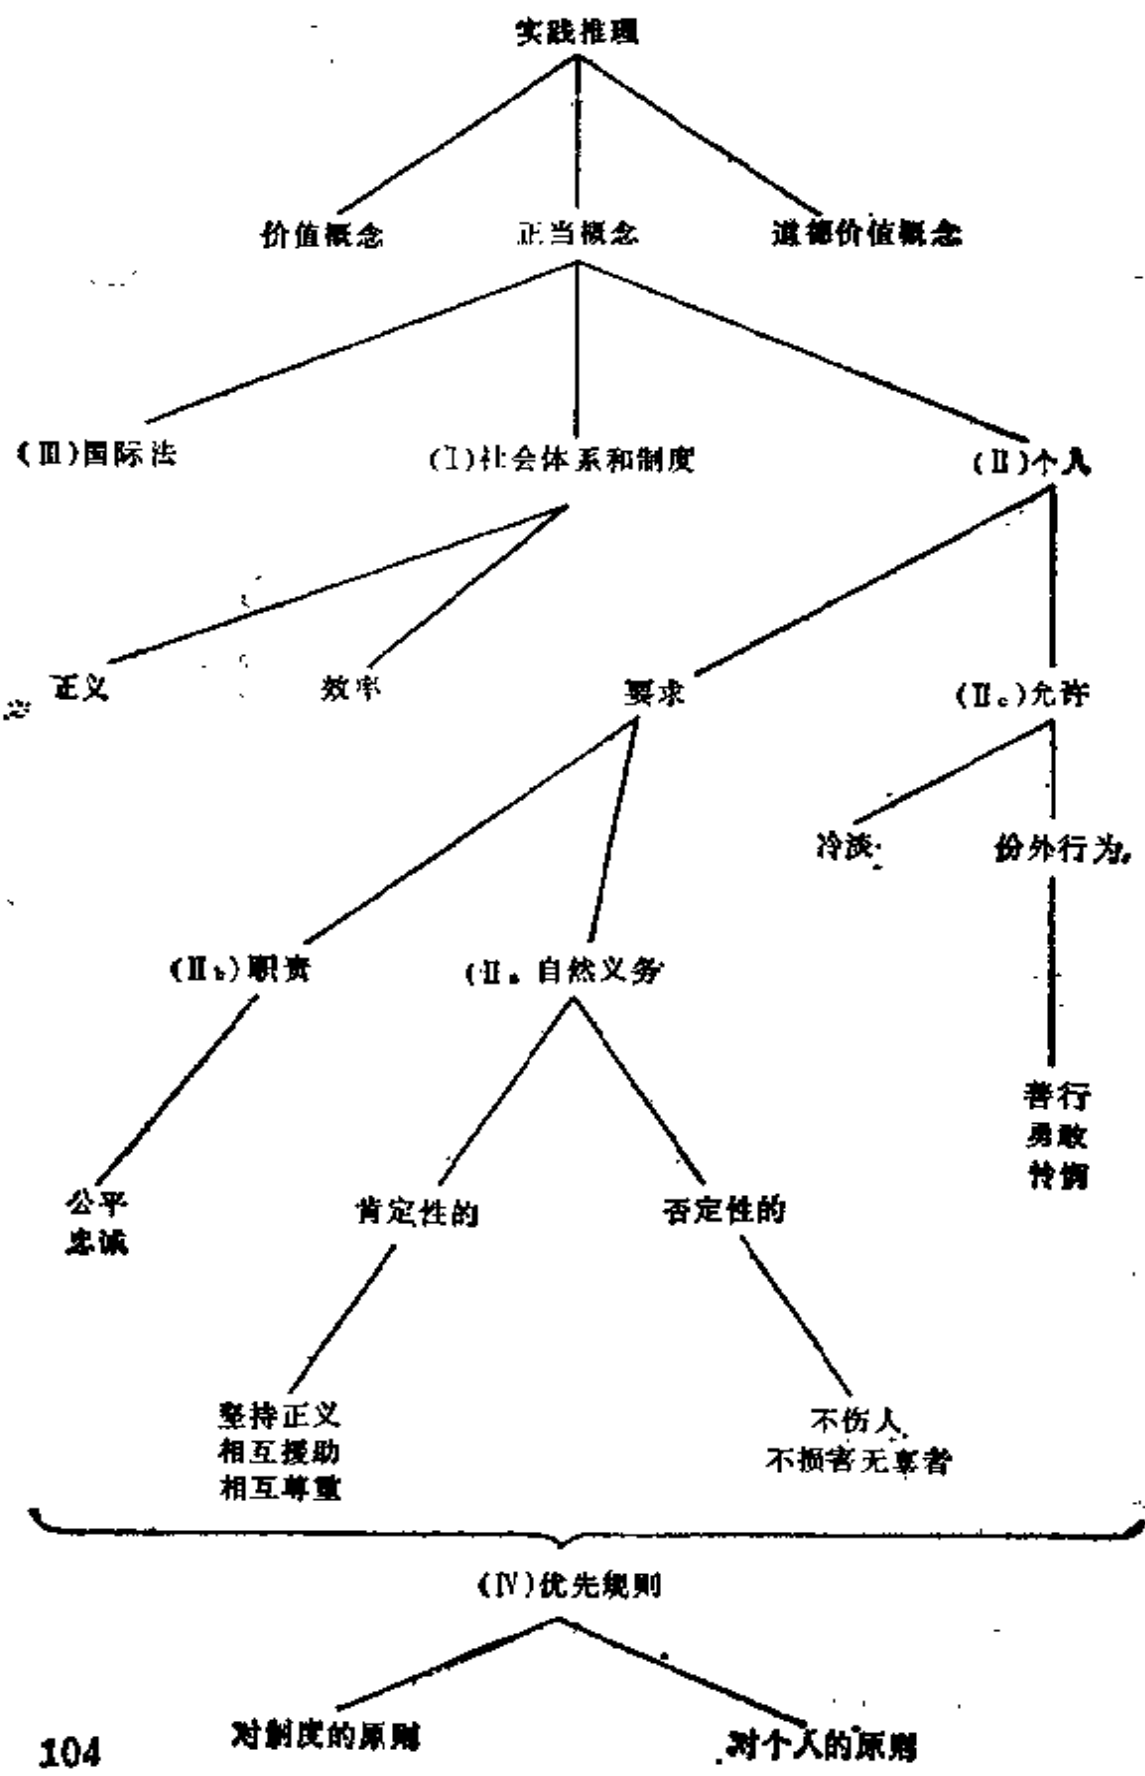 实践推理
价值概念 正当概念 道德价值概念
(Ⅲ)国际法 (Ⅰ)社会体系和制度 (Ⅱ)个人
正义 效率 要求 (Ⅱc)允许
冷淡 份外行为
(Ⅱb)职责 (Ⅱa 自然义务
善行
勇敢
怜悯
公平 肯定性的 否定性的
忠诚
坚持正义 不伤人
相互援助 不损害无辜者
相互尊重
(Ⅳ)优先规则
对制度的原则 对个人的原则
104